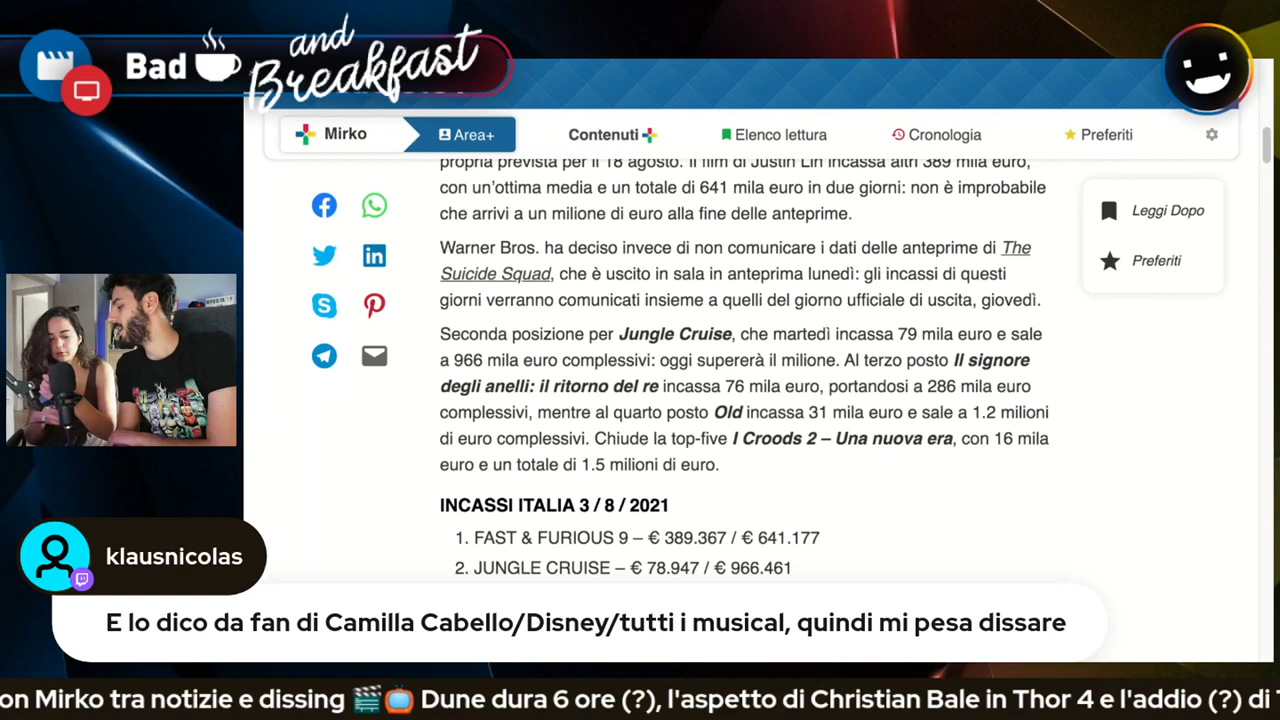 Bad and
Breakfast
Mirko
Area+
Contenuti
Elenco lettura
Cronologia
Preferiti
propria prevista per il 18 agosto. Il film di Justin Lin incassa altri 389 mila euro,
con un'ottima media e un totale di 641 mila euro in due giorni: non è improbabile
che arrivi a un milione di euro alla fine delle anteprime.
Warner Bros. ha deciso invece di non comunicare i dati delle anteprime di The
Suicide Squad, che è uscito in sala in anteprima lunedì: gli incassi di questi
giorni verranno comunicati insieme a quelli del giorno ufficiale di uscita, giovedì.
Seconda posizione per Jungle Cruise, che martedì incassa 79 mila euro e sale
a 966 mila euro complessivi: oggi supererà il milione. Al terzo posto Il signore
degli anelli: il ritorno del re incassa 76 mila euro, portandosi a 286 mila euro
complessivi, mentre al quarto posto Old incassa 31 mila euro e sale a 1.2 milioni
di euro complessivi. Chiude la top-five I Croods 2 – Una nuova era, con 16 mila
euro e un totale di 1.5 milioni di euro.
INCASSI ITALIA 3 / 8 / 2021
1. FAST & FURIOUS 9 – € 389.367 / € 641.177
2. JUNGLE CRUISE – € 78.947 / € 966.461
Leggi Dopo
Preferiti
klausnicolas
E lo dico da fan di Camilla Cabello/Disney/tutti i musical, quindi mi pesa dissare
on Mirko tra notizie e dissing 🎬📺 Dune dura 6 ore (?), l'aspetto di Christian Bale in Thor 4 e l'addio (?) di